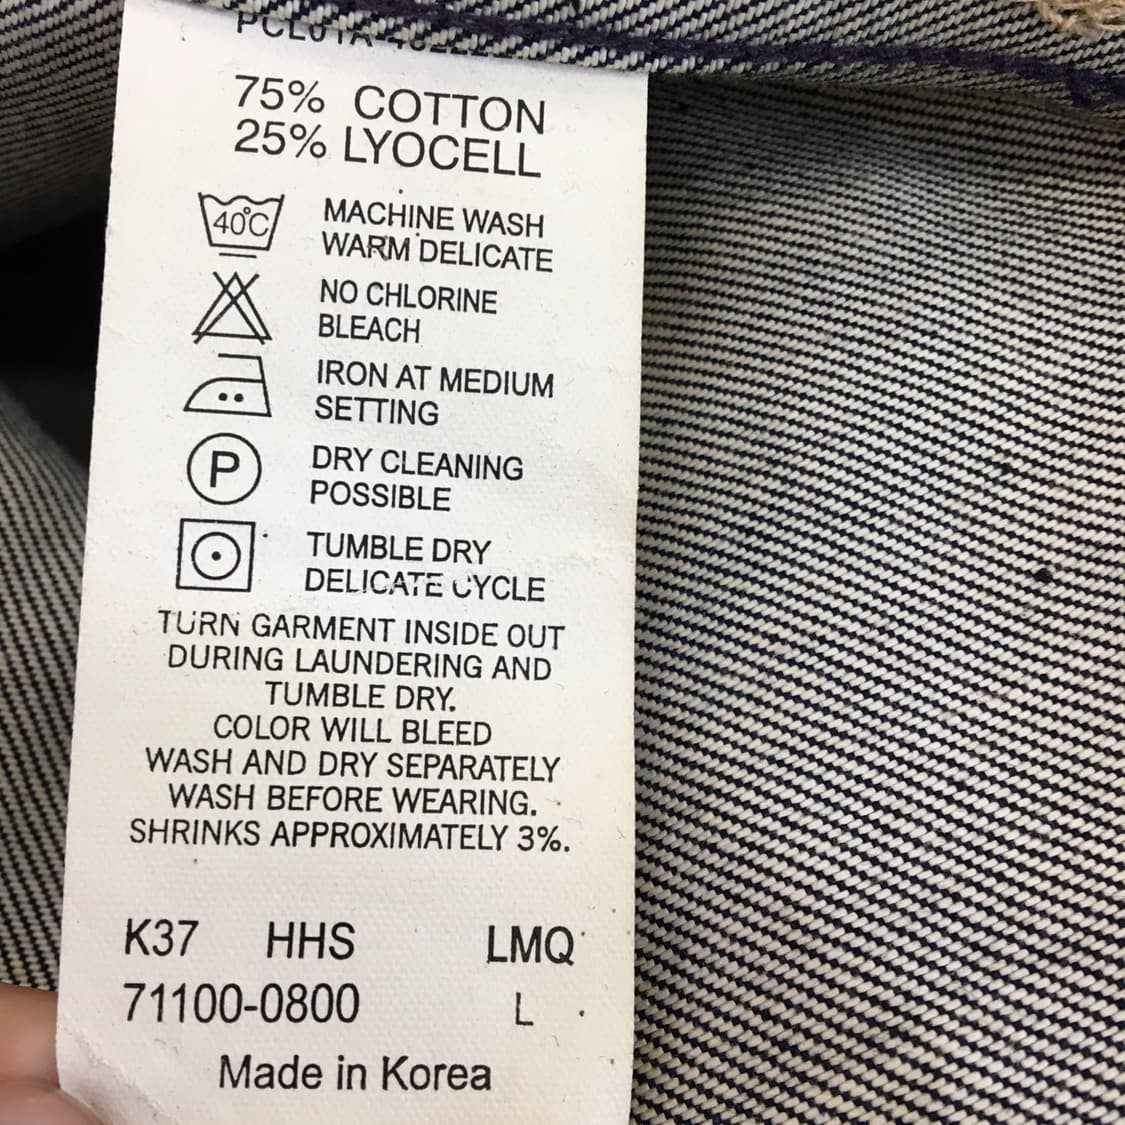 75% COTTON
25% LYOCELL
40°C
MACHINE WASH
WARM DELICATE
NO CHLORINE
BLEACH
IRON AT MEDIUM
SETTING
P
DRY CLEANING
POSSIBLE
TUMBLE DRY
DELICATE CYCLE
TURN GARMENT INSIDE OUT
DURING LAUNDERING AND
TUMBLE DRY.
COLOR WILL BLEED
WASH AND DRY SEPARATELY
WASH BEFORE WEARING.
SHRINKS APPROXIMATELY 3%.
K37 HHS LMQ
71100-0800 L
Made in Korea